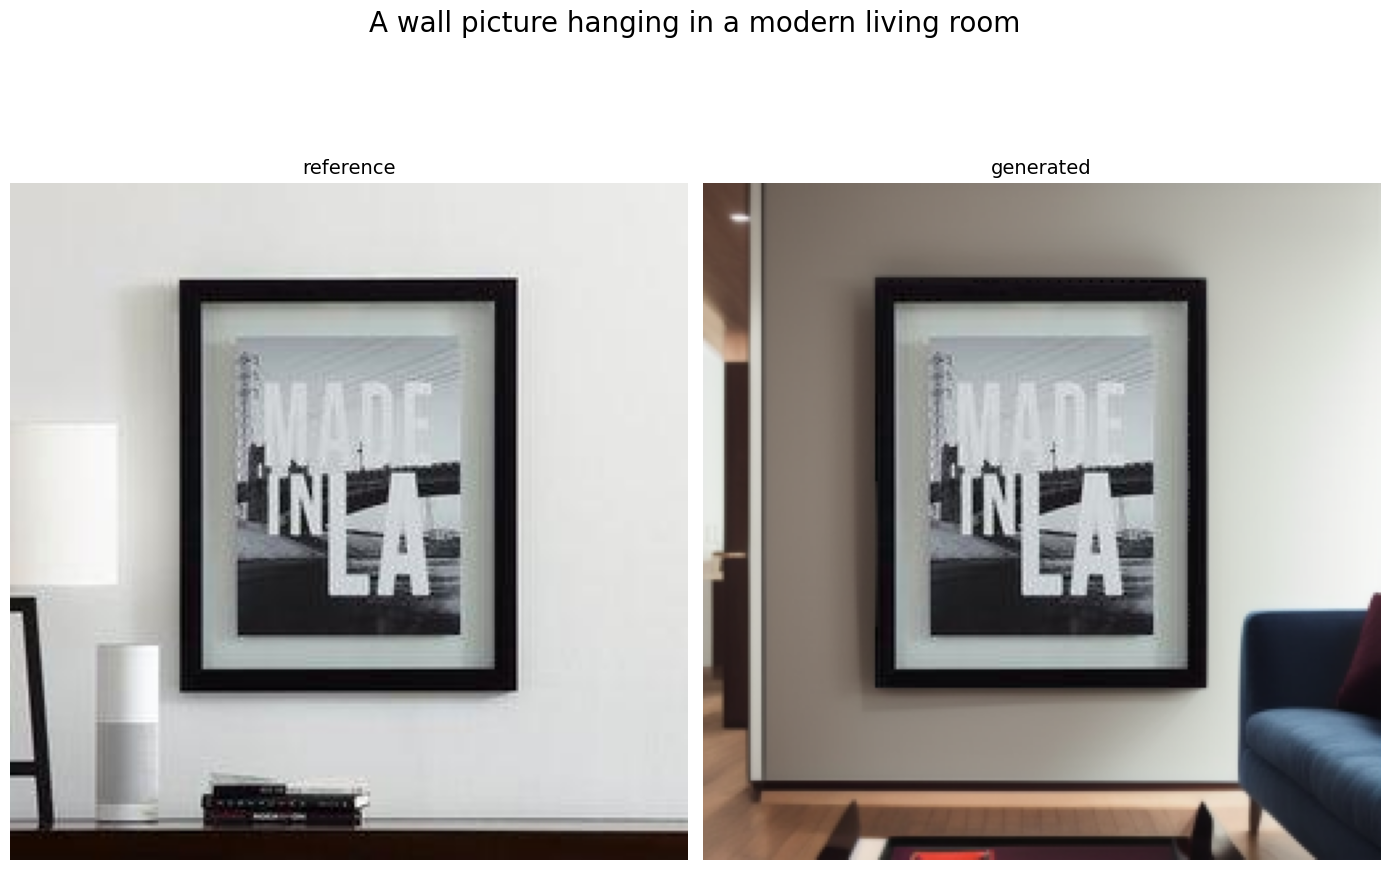 A wall picture hanging in a modern living room
reference
generated
MADE
IN LA
MADE
IN LA